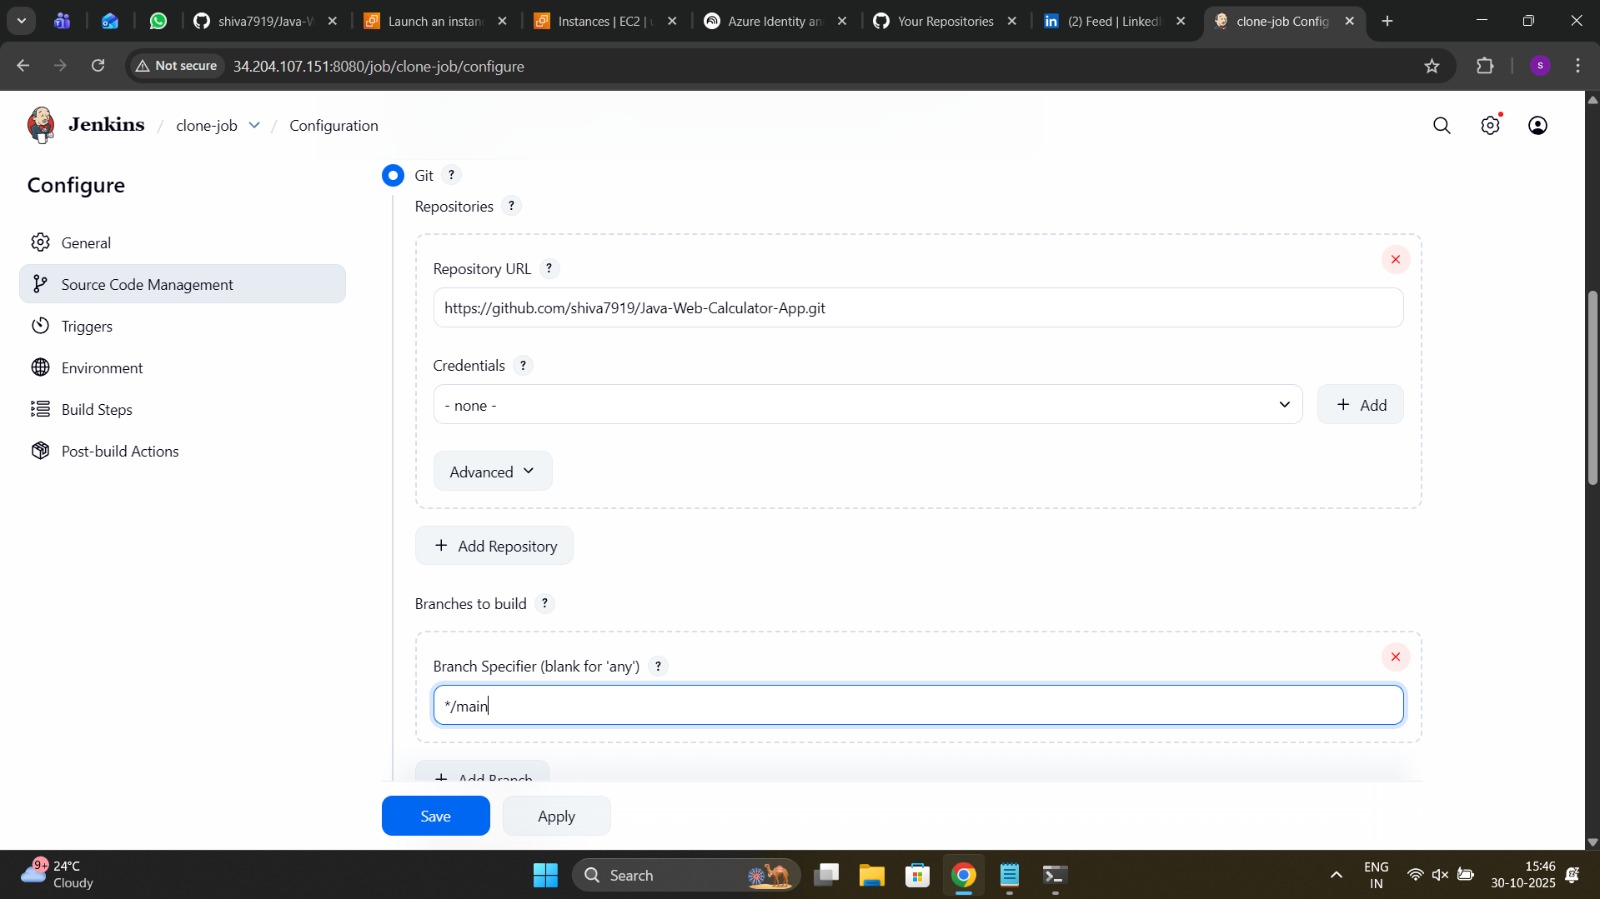 shiva7919/Java-W
Launch an instan
Instances | EC2 | u
Azure Identity an
Your Repositories
(2) Feed | LinkedI
clone-job Config
Not secure
34.204.107.151:8080/job/clone-job/configure
S
Jenkins / clone-job / Configuration
Configure
General
Source Code Management
Triggers
Environment
Build Steps
Post-build Actions
Git ?
Repositories ?
Repository URL ?
https://github.com/shiva7919/Java-Web-Calculator-App.git
Credentials ?
- none -
+ Add
Advanced
+ Add Repository
Branches to build ?
Branch Specifier (blank for 'any') ?
*/main
+ Add Branch
Save
Apply
9+
24°C
Cloudy
Search
ENG
IN
15:46
30-10-2025